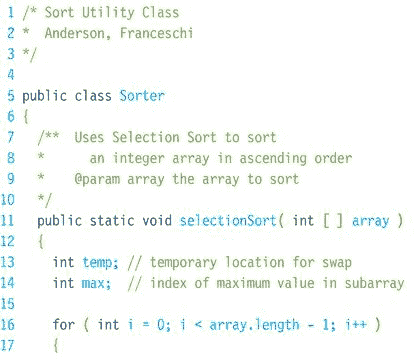 1 /* Sort Utility Class
2 *  Anderson, Franceschi
3 */
4
5 public class Sorter
6 {
7   /**  Uses Selection Sort to sort
8   *     an integer array in ascending order
9   *   @param array the array to sort
10  */
11  public static void selectionSort( int [ ] array )
12  {
13    int temp; // temporary location for swap
14    int max;  // index of maximum value in subarray
15
16    for ( int i = 0; i < array.length - 1; i++ )
17    {